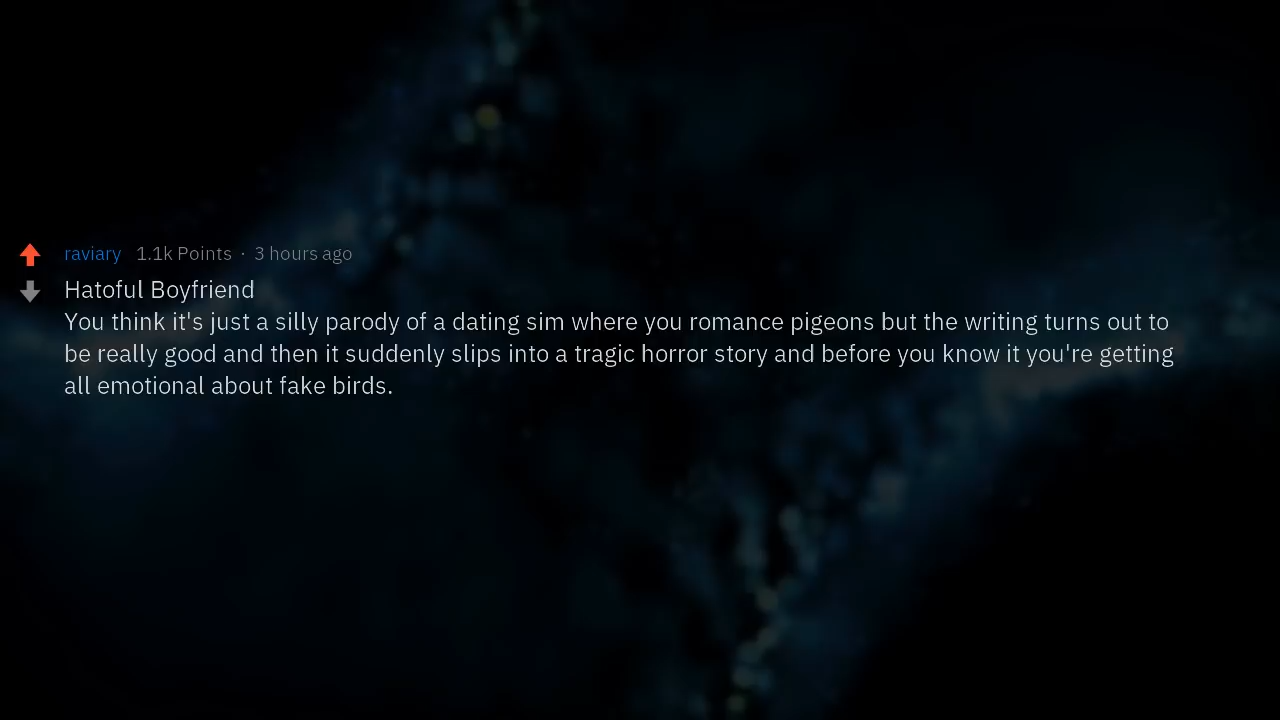 raviary 1.1k Points · 3 hours ago
Hatoful Boyfriend
You think it's just a silly parody of a dating sim where you romance pigeons but the writing turns out to
be really good and then it suddenly slips into a tragic horror story and before you know it you're getting
all emotional about fake birds.